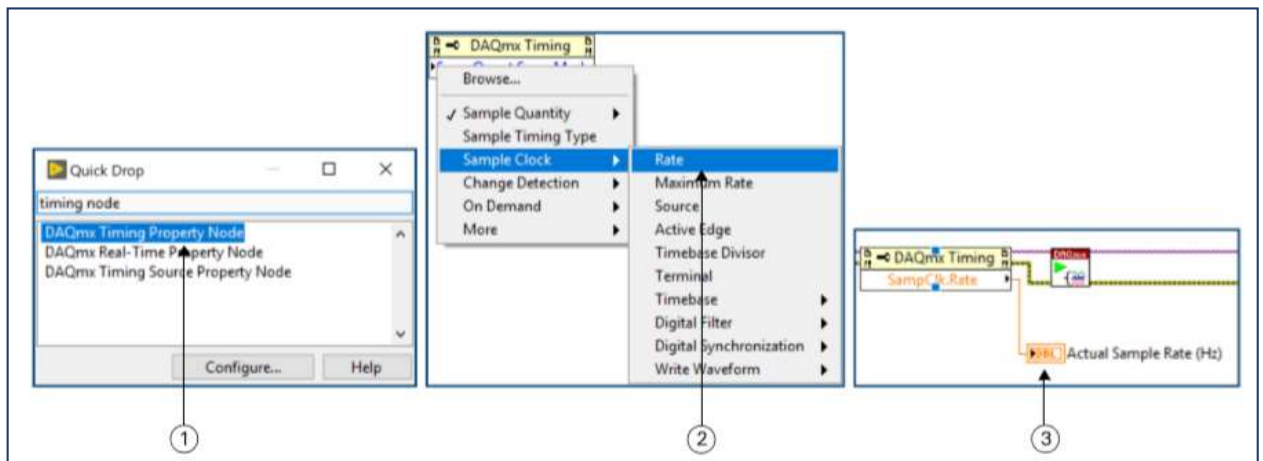 Quick Drop
timing node
DAQmx Timing Property Node
DAQmx Real-Time Property Node
DAQmx Timing Source Property Node
Configure...
Help
1
DAQmx Timing
Browse...
Sample Quantity
Sample Timing Type
Sample Clock
Change Detection
On Demand
More
Rate
Maximum Rate
Source
Active Edge
Timebase Divisor
Terminal
Timebase
Digital Filter
Digital Synchronization
Write Waveform
2
DAQmx Timing
SampClk.Rate
DAQmx
DBL
Actual Sample Rate (Hz)
3